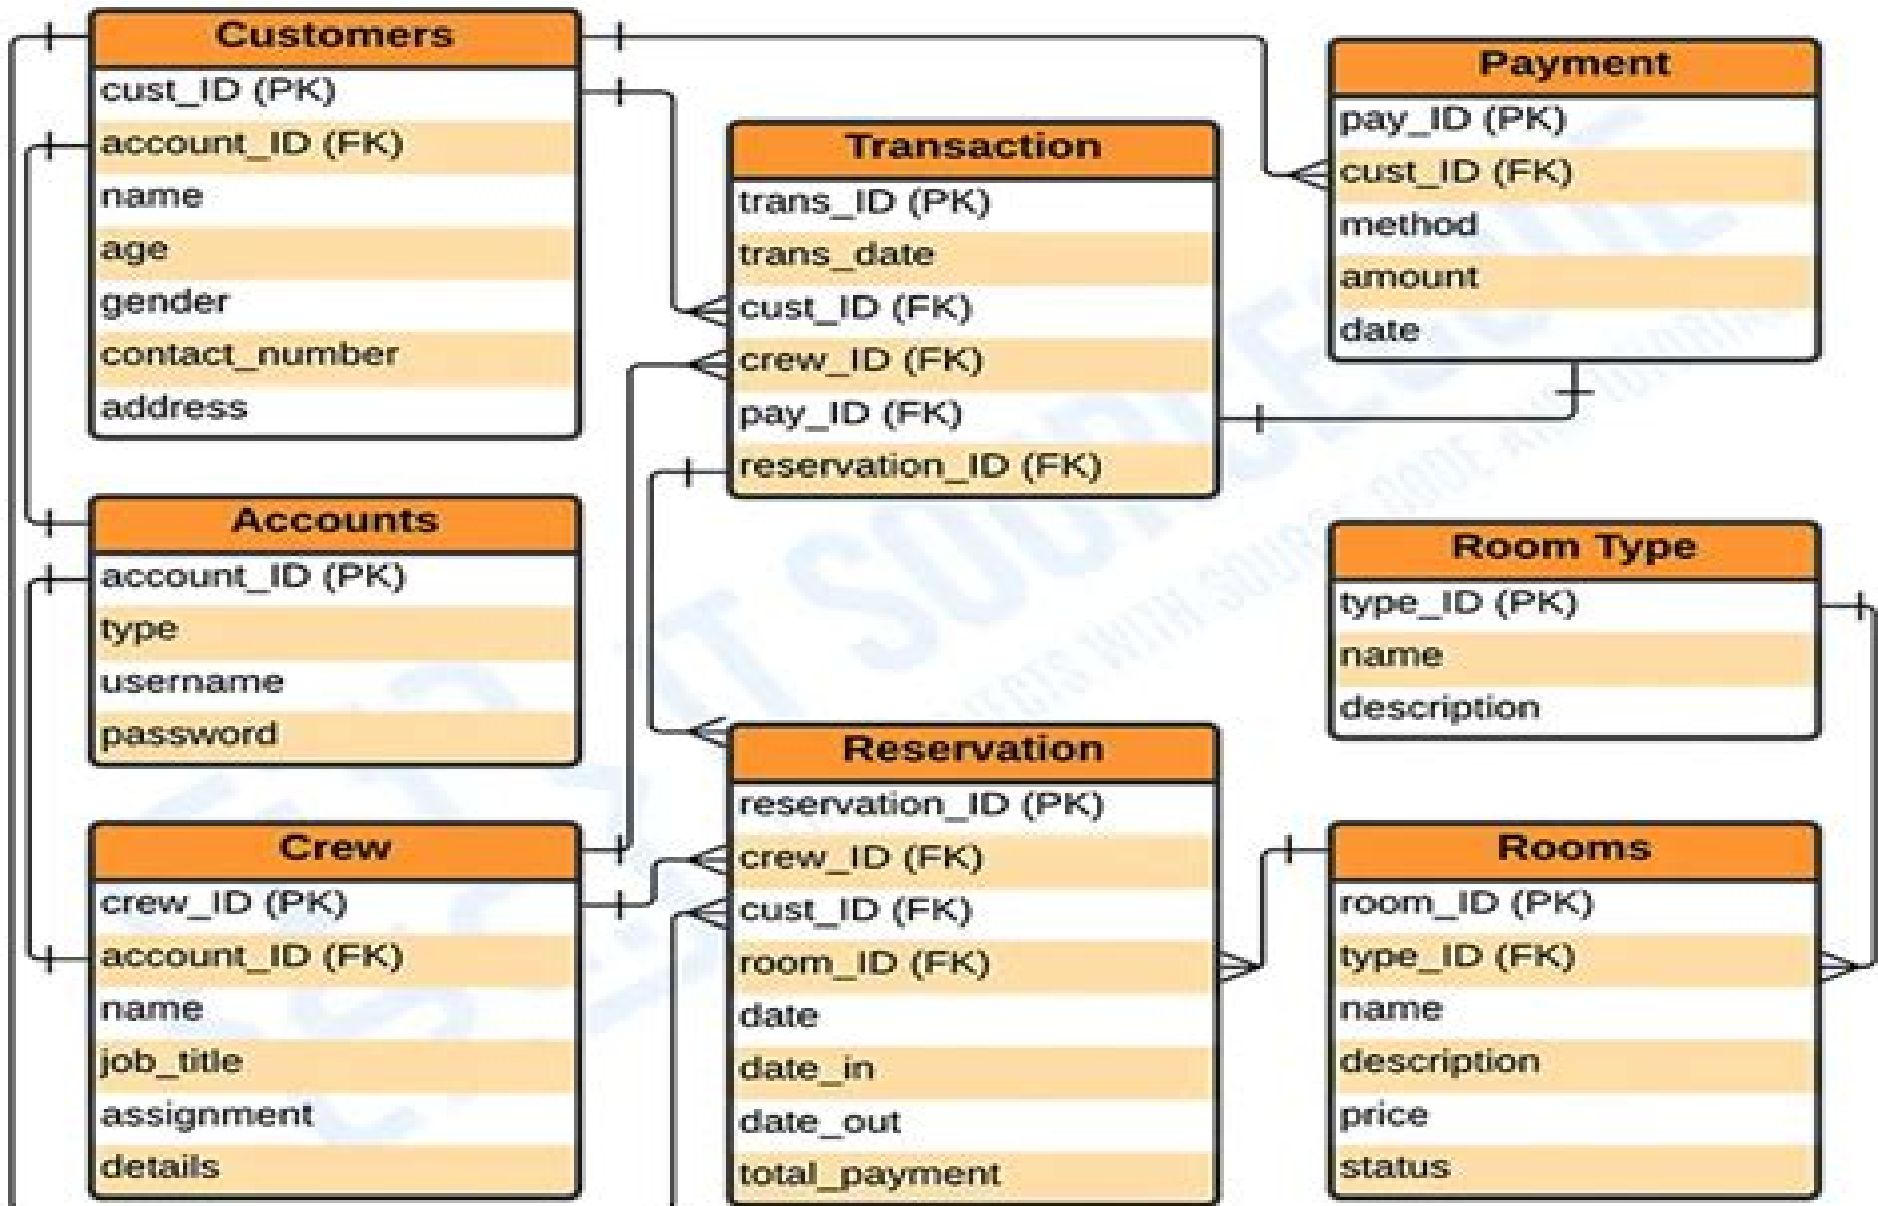 Customers
cust_ID (PK)
account_ID (FK)
name
age
gender
contact_number
address
Accounts
account_ID (PK)
type
username
password
Crew
crew_ID (PK)
account_ID (FK)
name
job_title
assignment
details
Transaction
trans_ID (PK)
trans_date
cust_ID (FK)
crew_ID (FK)
pay_ID (FK)
reservation_ID (FK)
Reservation
reservation_ID (PK)
crew_ID (FK)
cust_ID (FK)
room_ID (FK)
date
date_in
date_out
total_payment
Payment
pay_ID (PK)
cust_ID (FK)
method
amount
date
Room Type
type_ID (PK)
name
description
Rooms
room_ID (PK)
type_ID (FK)
name
description
price
status